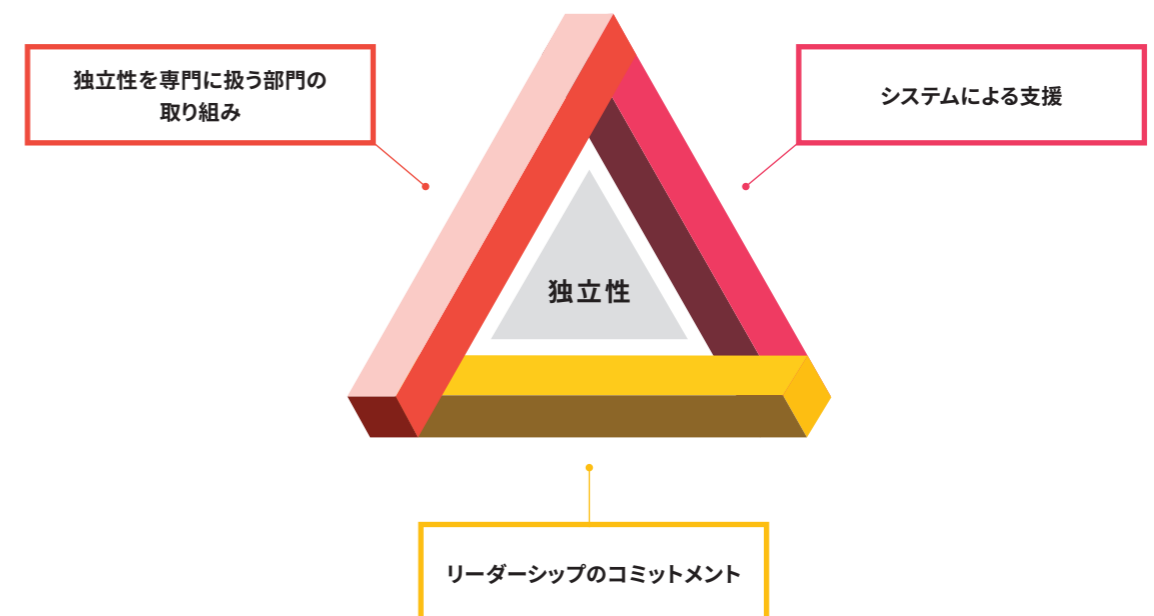 独立性を専門に扱う部門の
取り組み
システムによる支援
独立性
リーダーシップのコミットメント